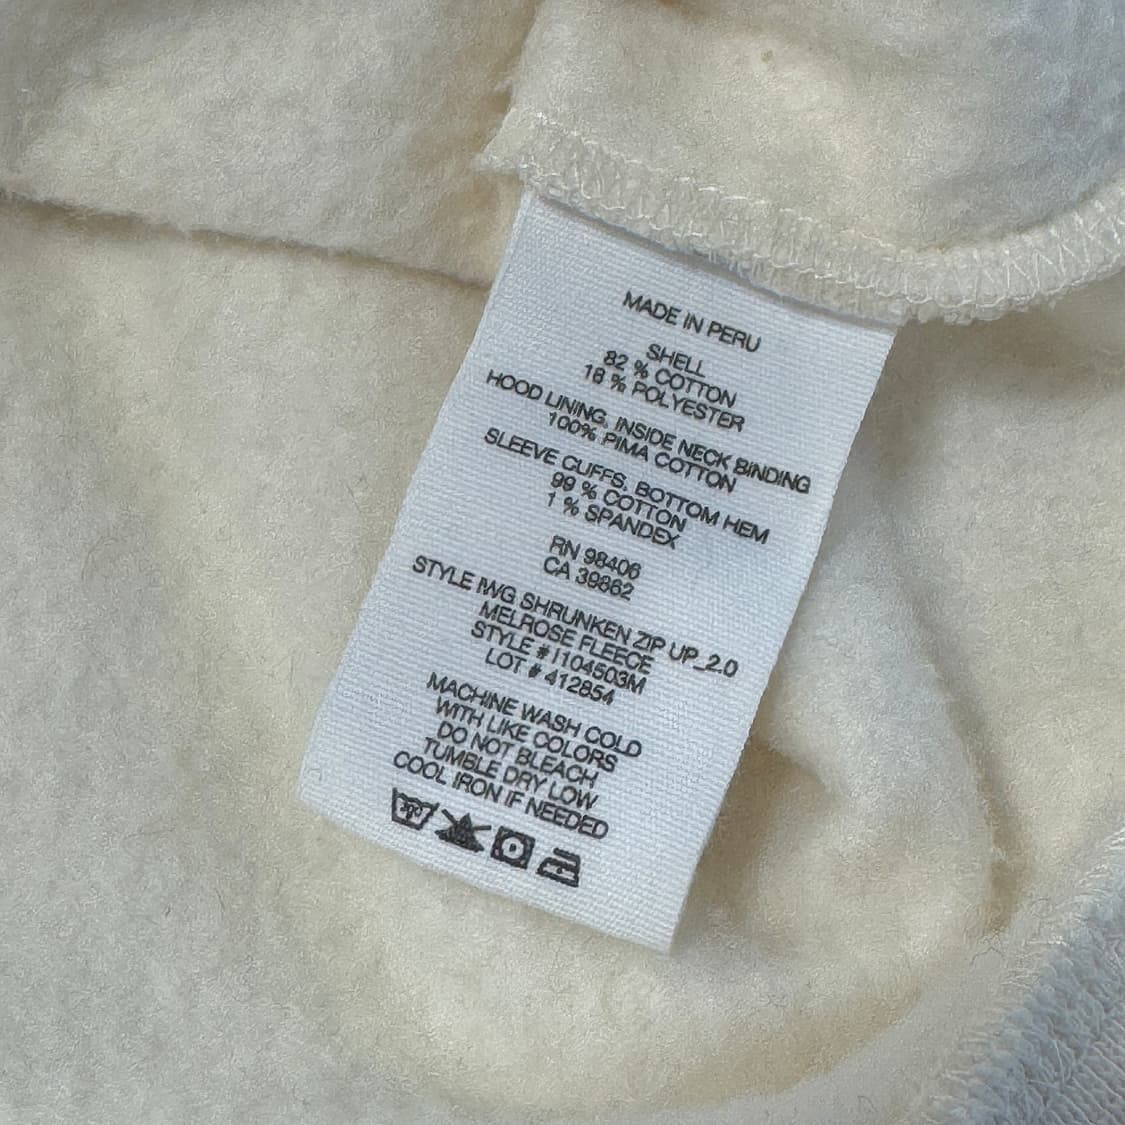 MADE IN PERU
SHELL
82 % COTTON
18 % POLYESTER
HOOD LINING, INSIDE NECK BINDING
100% PIMA COTTON
SLEEVE CUFFS, BOTTOM HEM
99 % COTTON
1 % SPANDEX
RN 98406
CA 39862
STYLE IWG SHRUNKEN ZIP UP_2.0
MELROSE FLEECE
STYLE # I104503M
LOT # 412854
MACHINE WASH COLD
WITH LIKE COLORS
DO NOT BLEACH
TUMBLE DRY LOW
COOL IRON IF NEEDED